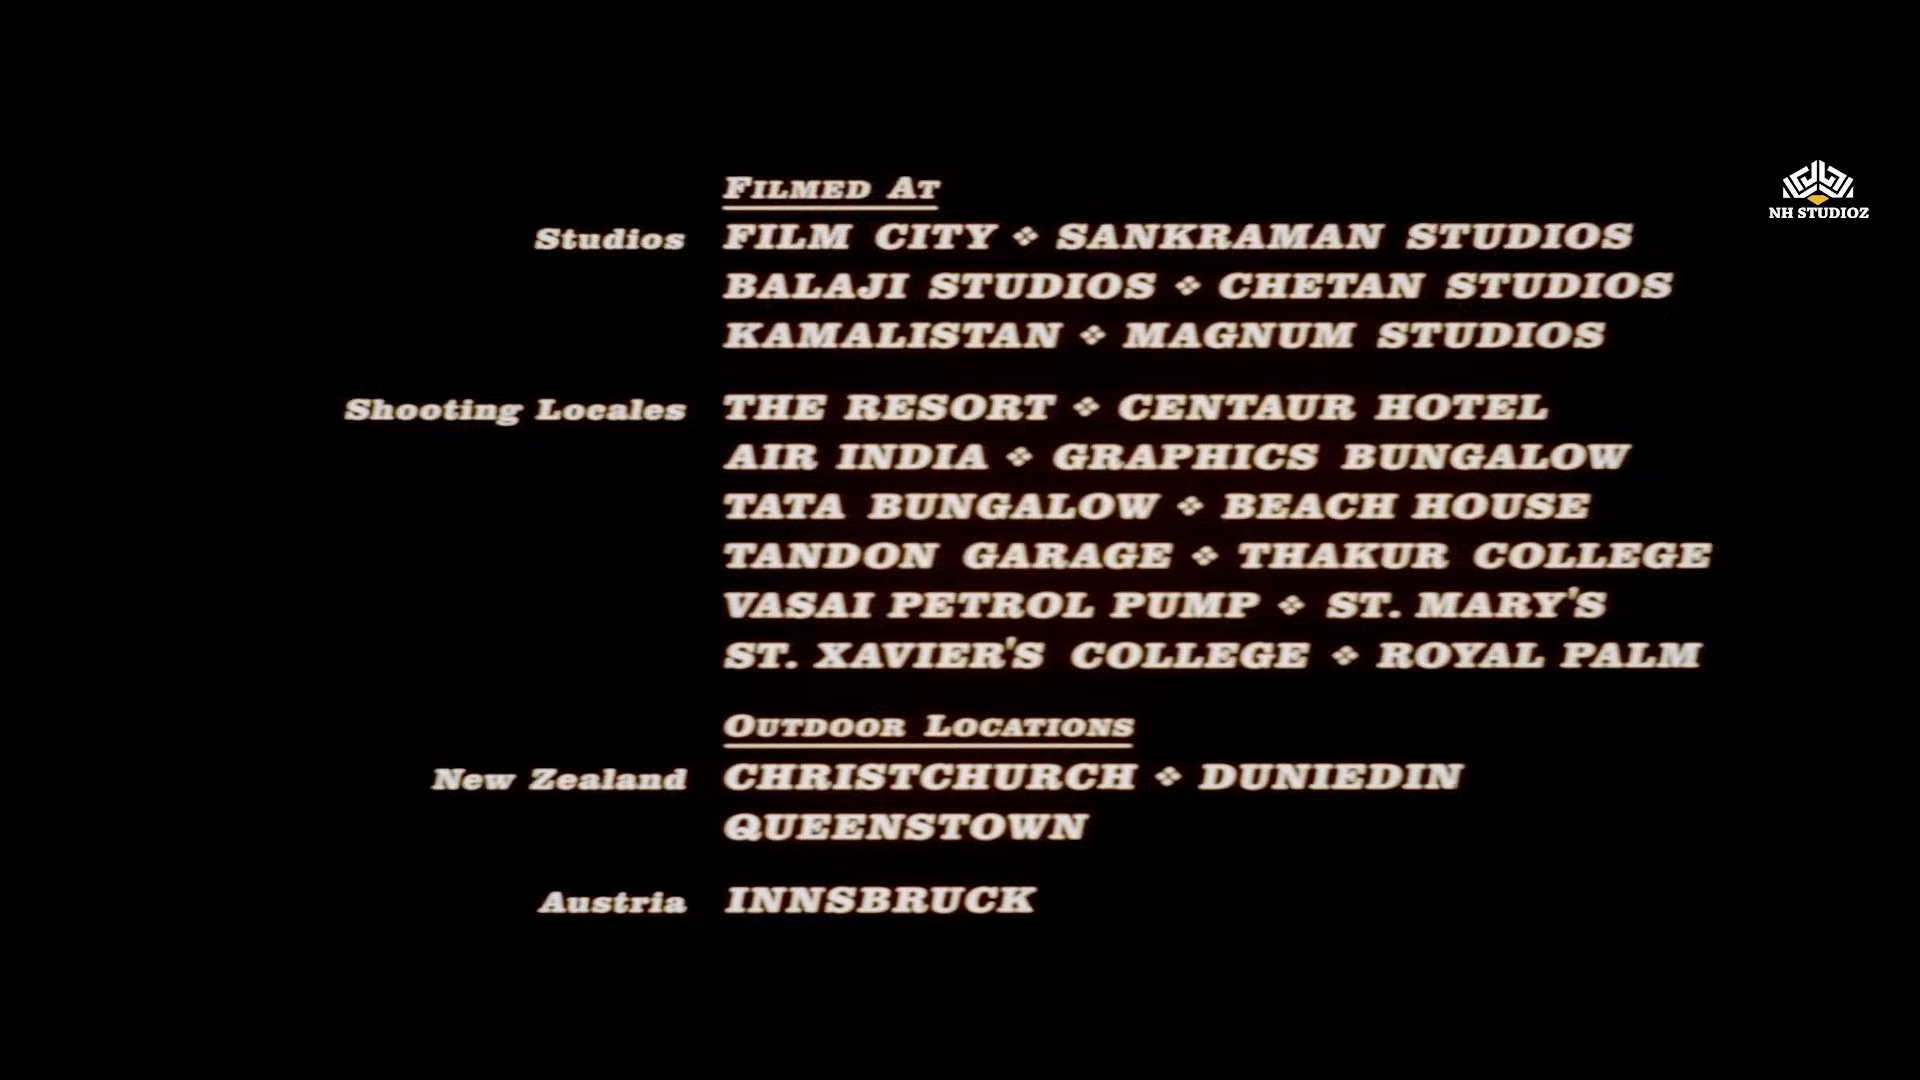 FILMED AT
Studios FILM CITY ❖ SANKRAMAN STUDIOS
BALAJI STUDIOS ❖ CHETAN STUDIOS
KAMALISTAN ❖ MAGNUM STUDIOS
Shooting Locales THE RESORT ❖ CENTAUR HOTEL
AIR INDIA ❖ GRAPHICS BUNGALOW
TATA BUNGALOW ❖ BEACH HOUSE
TANDON GARAGE ❖ THAKUR COLLEGE
VASAI PETROL PUMP ❖ ST. MARY'S
ST. XAVIER'S COLLEGE ❖ ROYAL PALM
OUTDOOR LOCATIONS
New Zealand CHRISTCHURCH ❖ DUNIEDIN
QUEENSTOWN
Austria INNSBRUCK
NH STUDIOZ